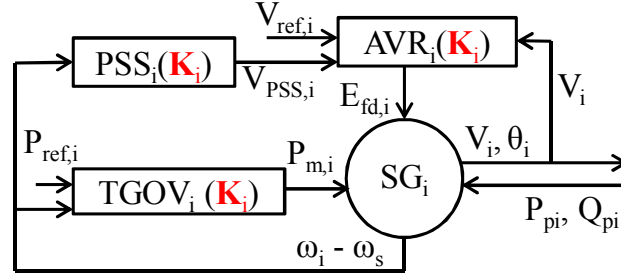 V_ref,i
PSS_i(K_i)
V_PSS,i
AVR_i(K_i)
E_fd,i
V_i
P_ref,i
TGOV_i (K_i)
P_m,i
SG_i
V_i, θ_i
P_pi, Q_pi
ω_i - ω_s